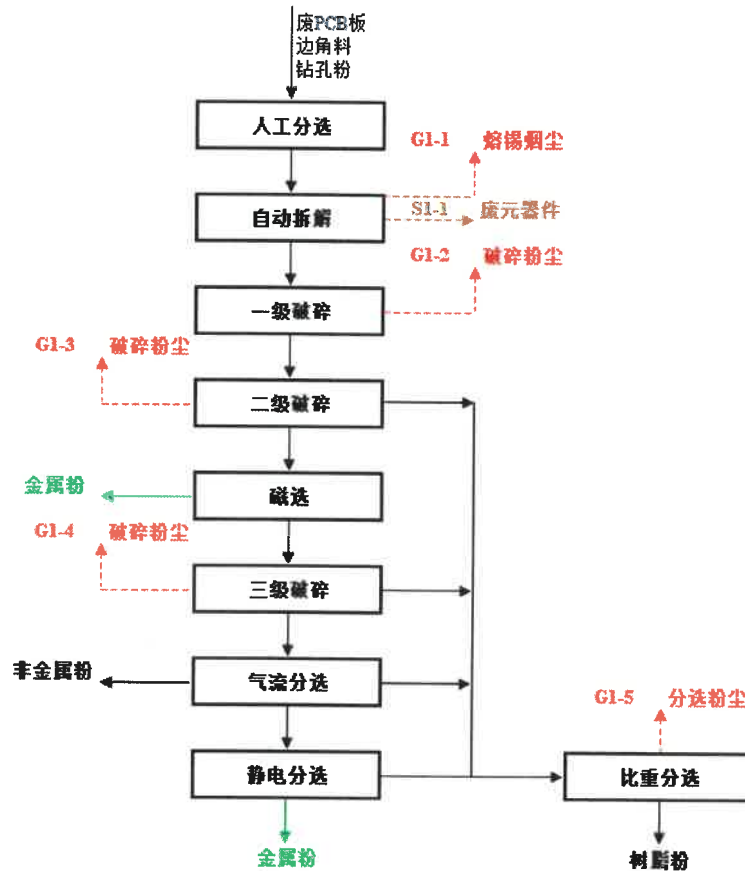 废PCB板
边角料
钻孔粉
人工分选
G1-1 熔锡烟尘
自动拆解
S1-1 废元器件
G1-2 破碎粉尘
一级破碎
G1-3 破碎粉尘
二级破碎
金属粉
磁选
G1-4 破碎粉尘
三级破碎
非金属粉
气流分选
G1-5 分选粉尘
静电分选
比重分选
金属粉
树脂粉